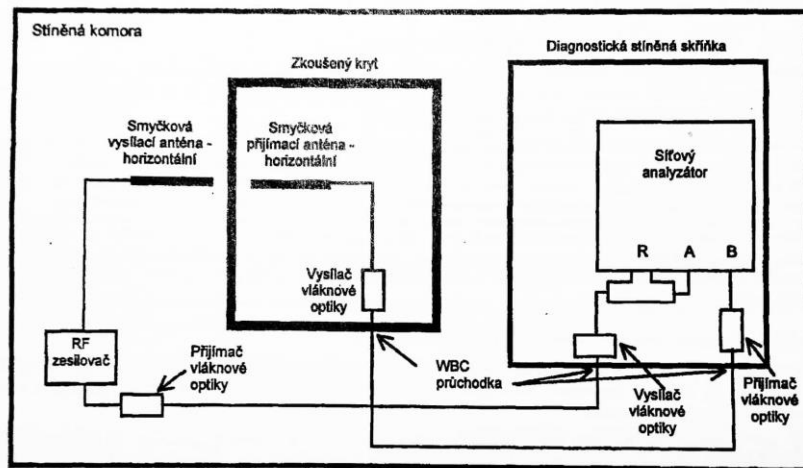 Stíněná komora
Diagnostická stíněná skříňka
Zkoušený kryt
Smyčková
vysílací anténa -
horizontální
Smyčková
přijímací anténa -
horizontální
Síťový
analyzátor
R A B
Vysílač
vláknové
optiky
RF
zesilovač
Přijímač
vláknové
optiky
WBC
průchodka
Vysílač
vláknové
optiky
Přijímač
vláknové
optiky